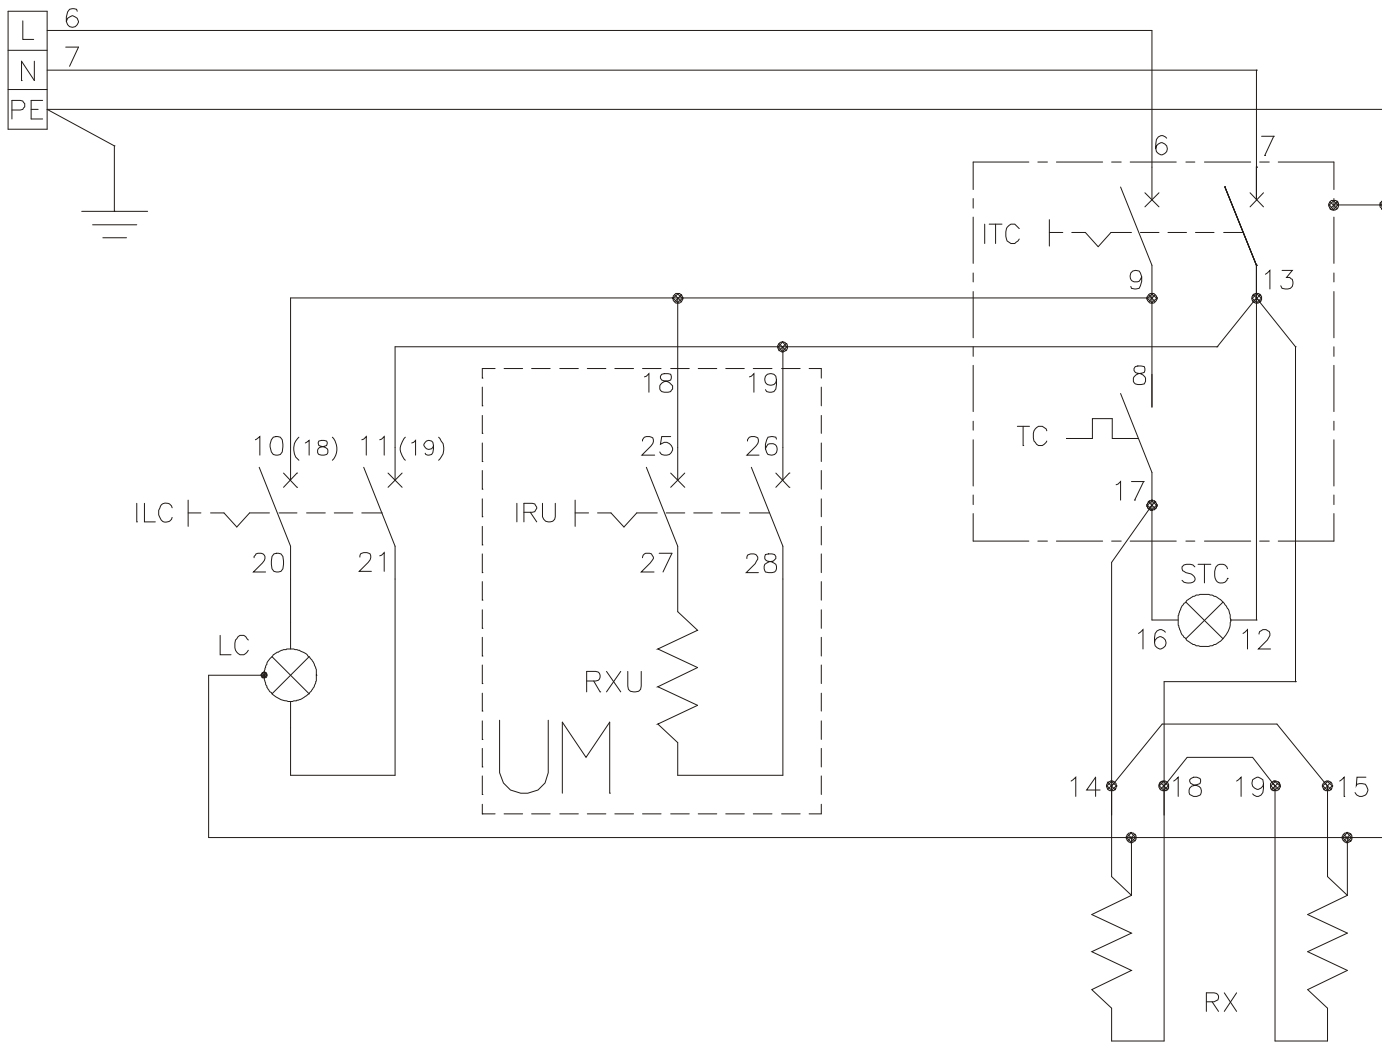 L 6
N 7
PE
6 7
ITC
9 13
18 19 8
10 (18) 11 (19) 25 26 TC
17
ILC IRU
20 21 27 28
STC
LC 16 12
RXU
UM
14 18 19 15
RX